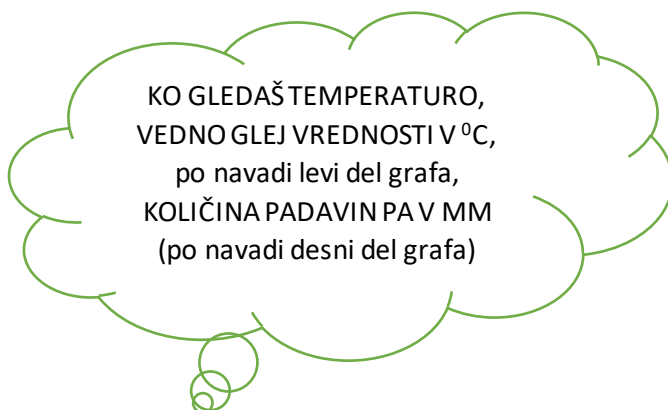 KO GLEDAŠ TEMPERATURO,
VEDNO GLEJ VREDNOSTI V ⁰C,
po navadi levi del grafa,
KOLIČINA PADAVIN PA V MM
(po navadi desni del grafa)